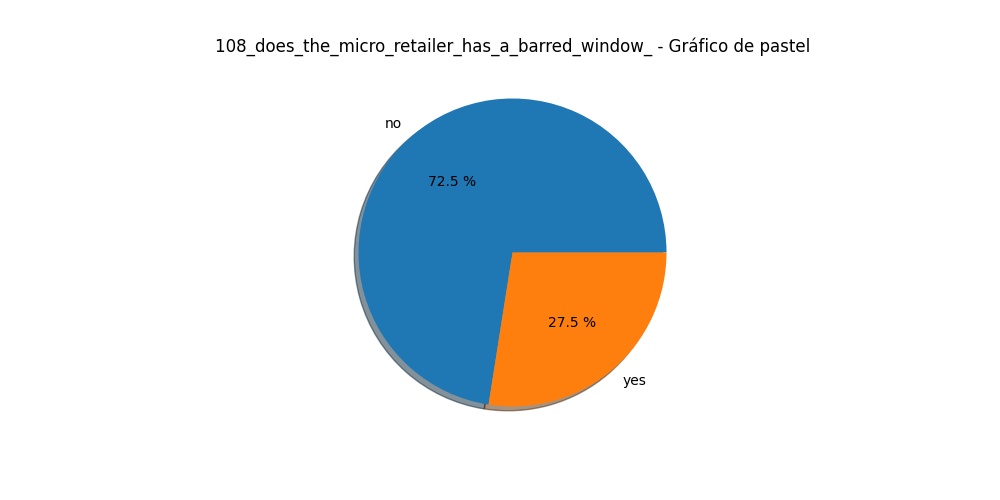 108_does_the_micro_retailer_has_a_barred_window_ - Gráfico de pastel
no
72.5 %
27.5 %
yes